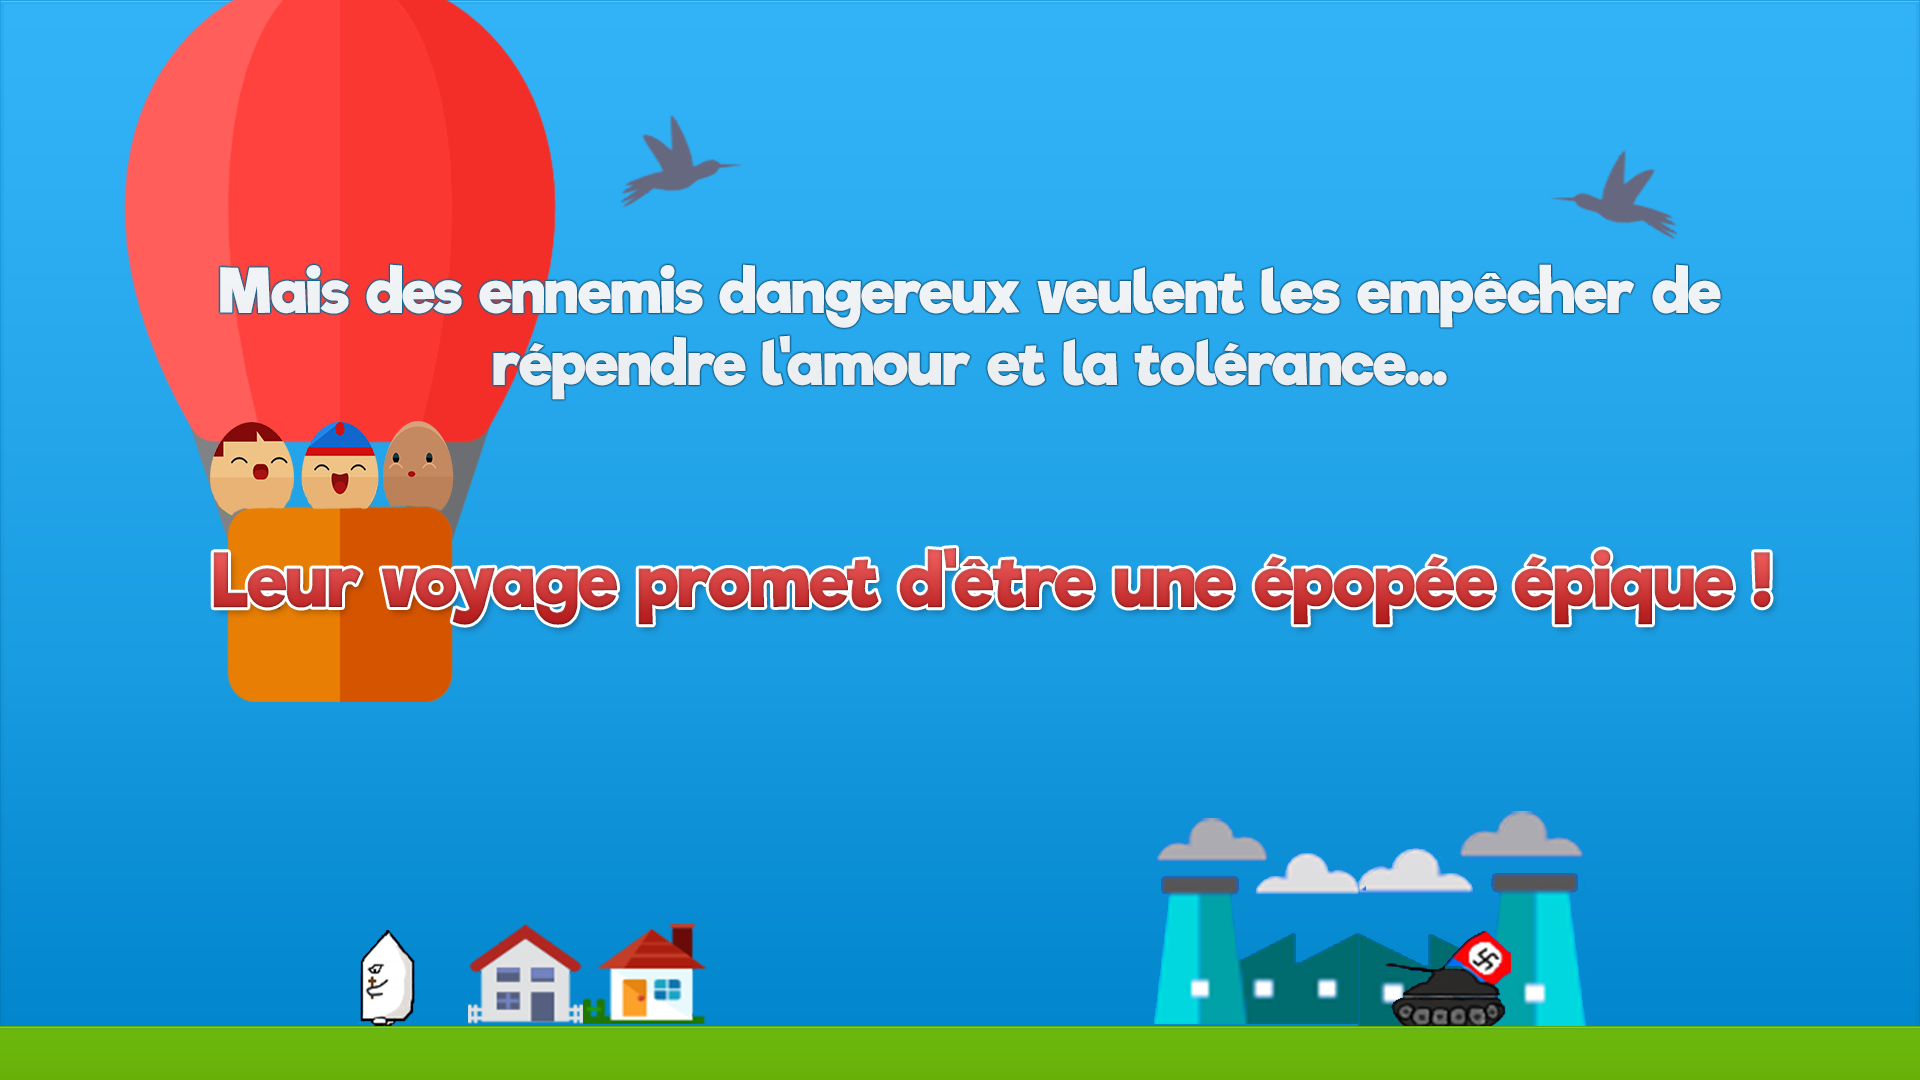 Mais des ennemis dangereux veulent les empêcher de
répendre l'amour et la tolérance...
Leur voyage promet d'être une épopée épique !